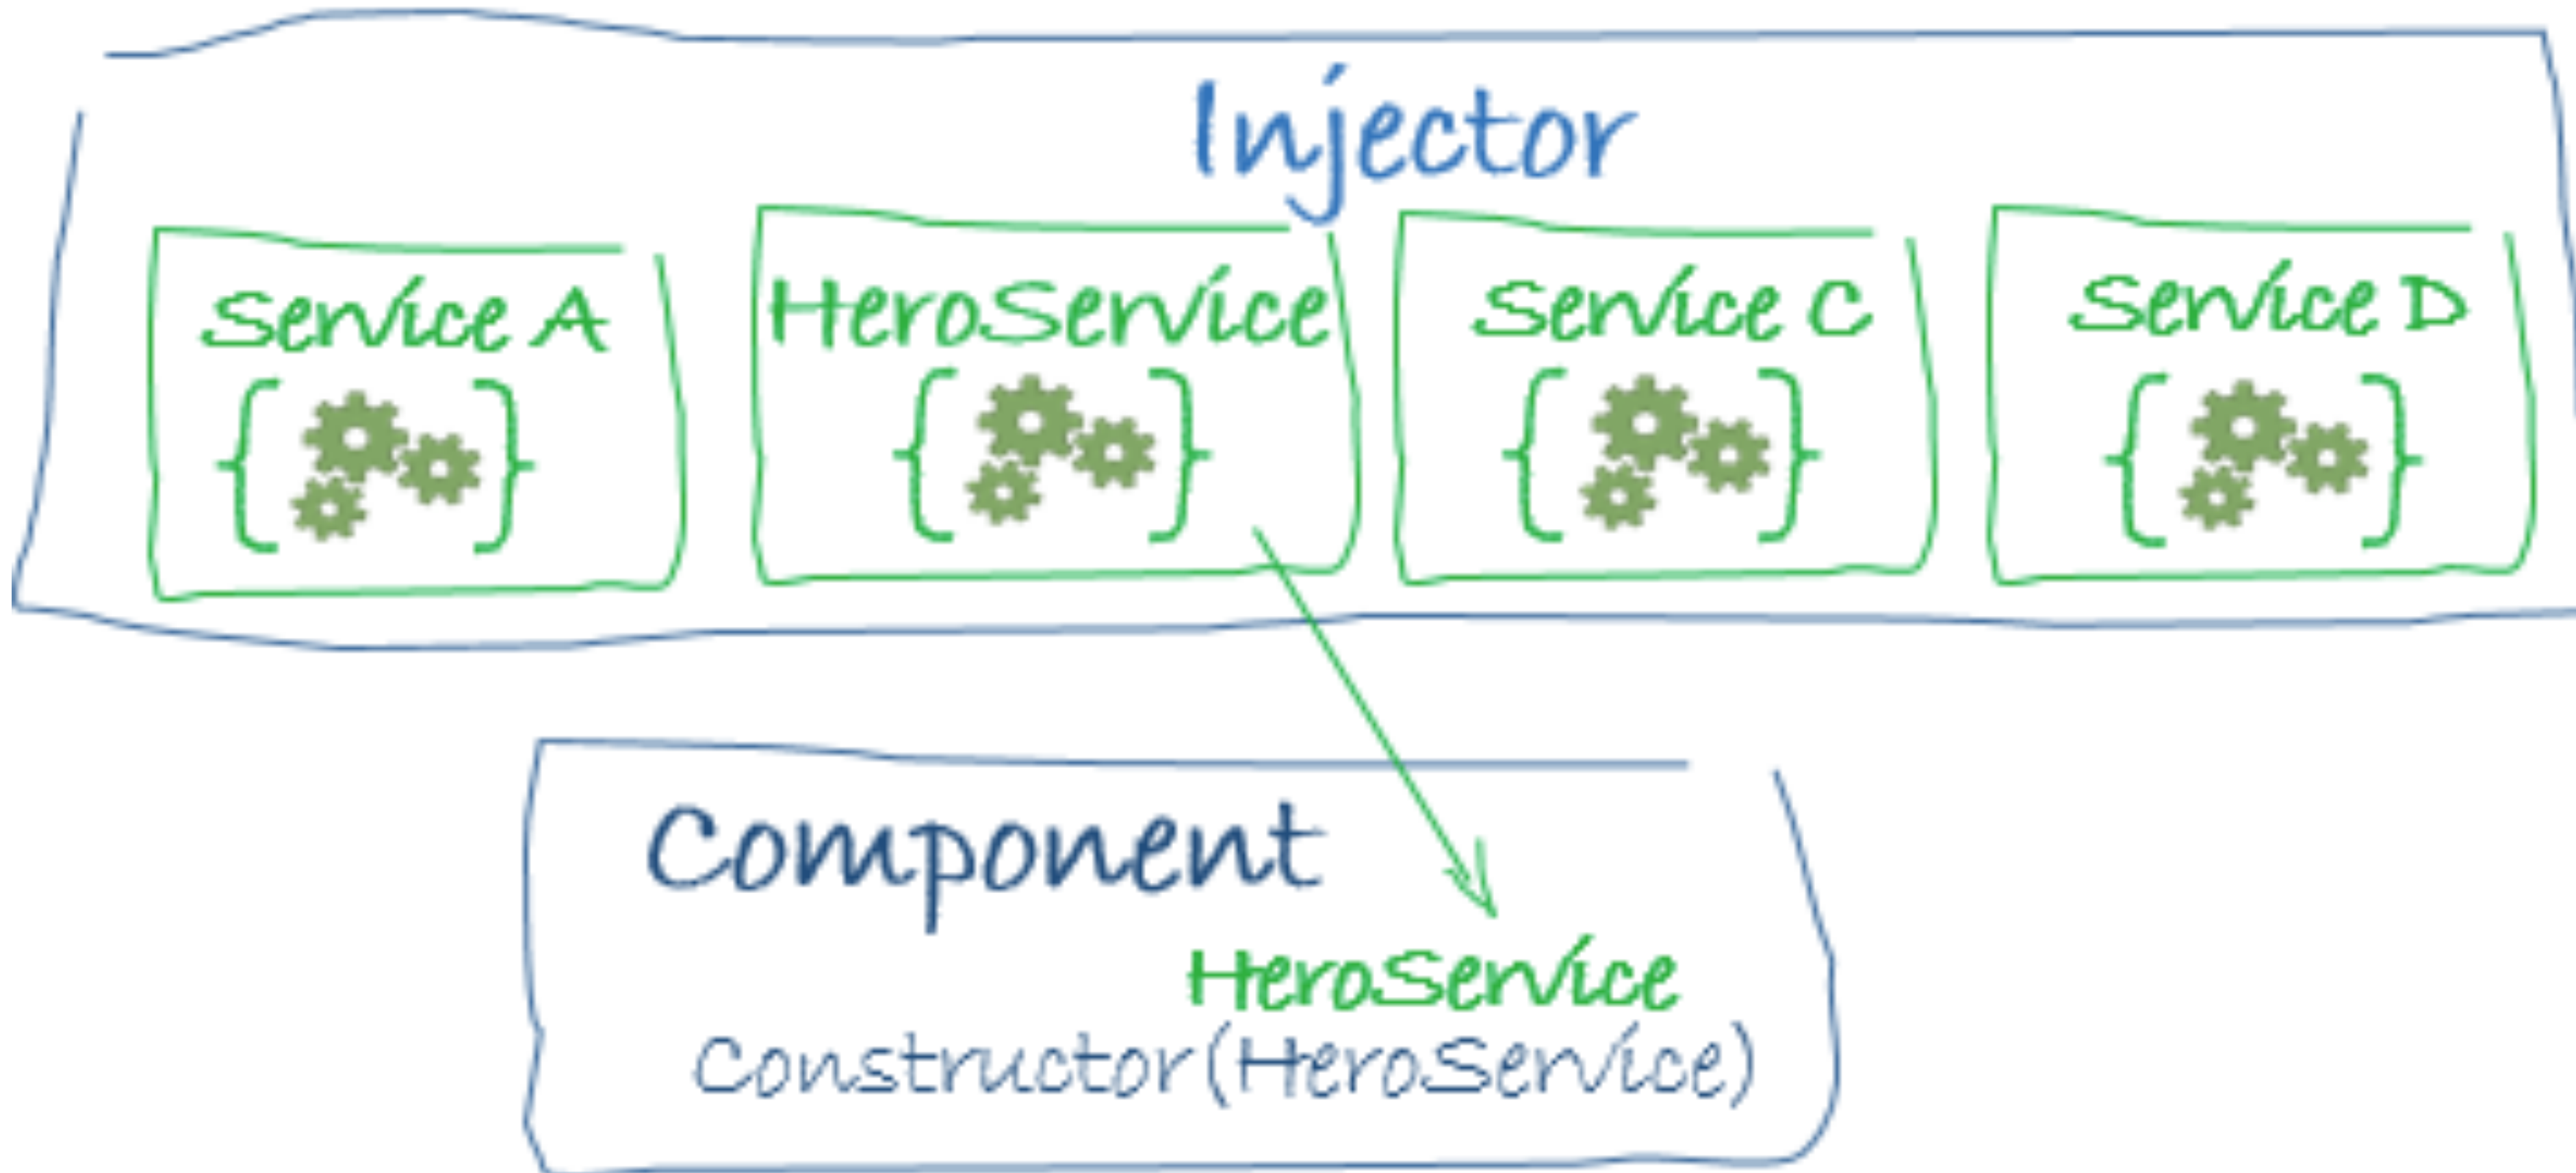 Injector
Service A
HeroService
Service C
Service D
Component
HeroService
Constructor(HeroService)